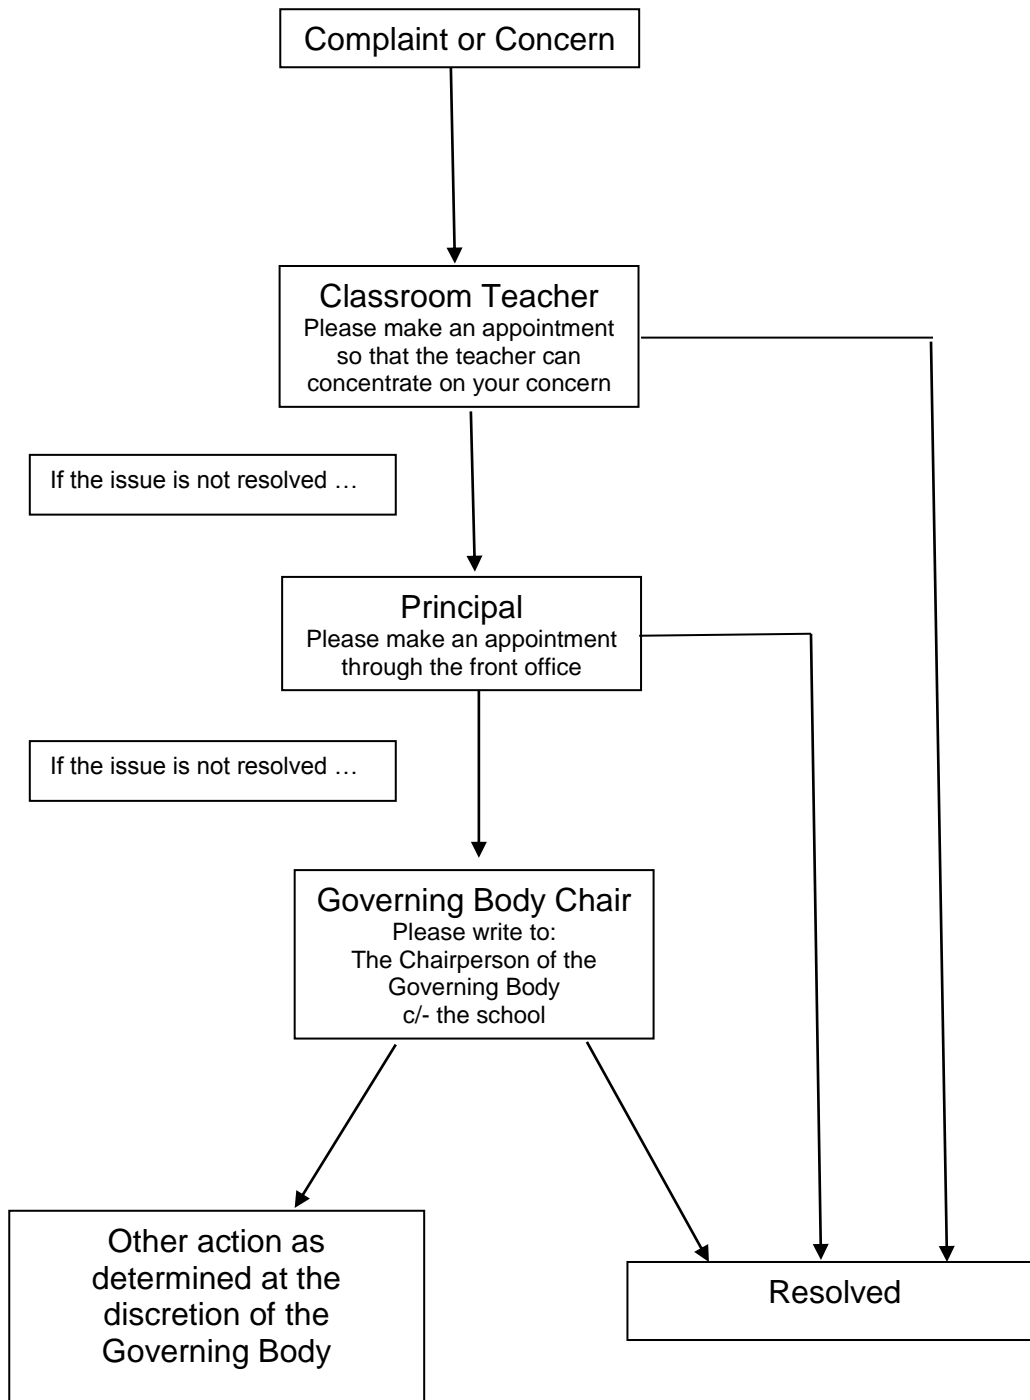 Complaint or Concern
Classroom Teacher
Please make an appointment
so that the teacher can
concentrate on your concern
If the issue is not resolved …
Principal
Please make an appointment
through the front office
If the issue is not resolved …
Governing Body Chair
Please write to:
The Chairperson of the
Governing Body
c/- the school
Other action as
determined at the
discretion of the
Governing Body
Resolved